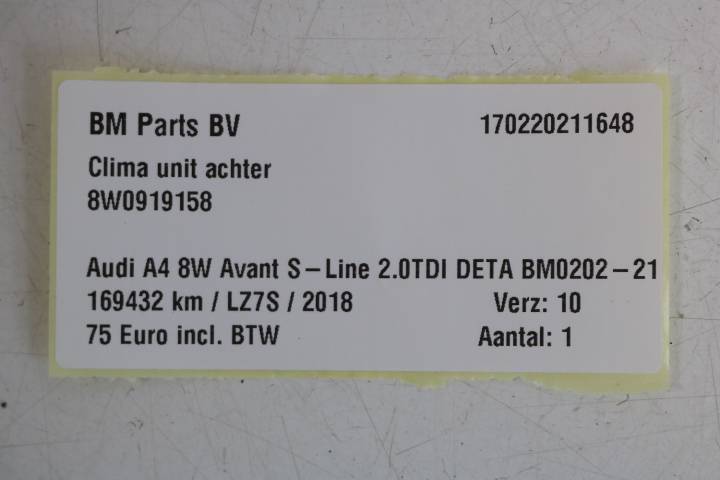 BM Parts BV 170220211648
Clima unit achter
8W0919158
Audi A4 8W Avant S-Line 2.0TDI DETA BM0202-21
169432 km / LZ7S / 2018 Verz: 10
75 Euro incl. BTW Aantal: 1